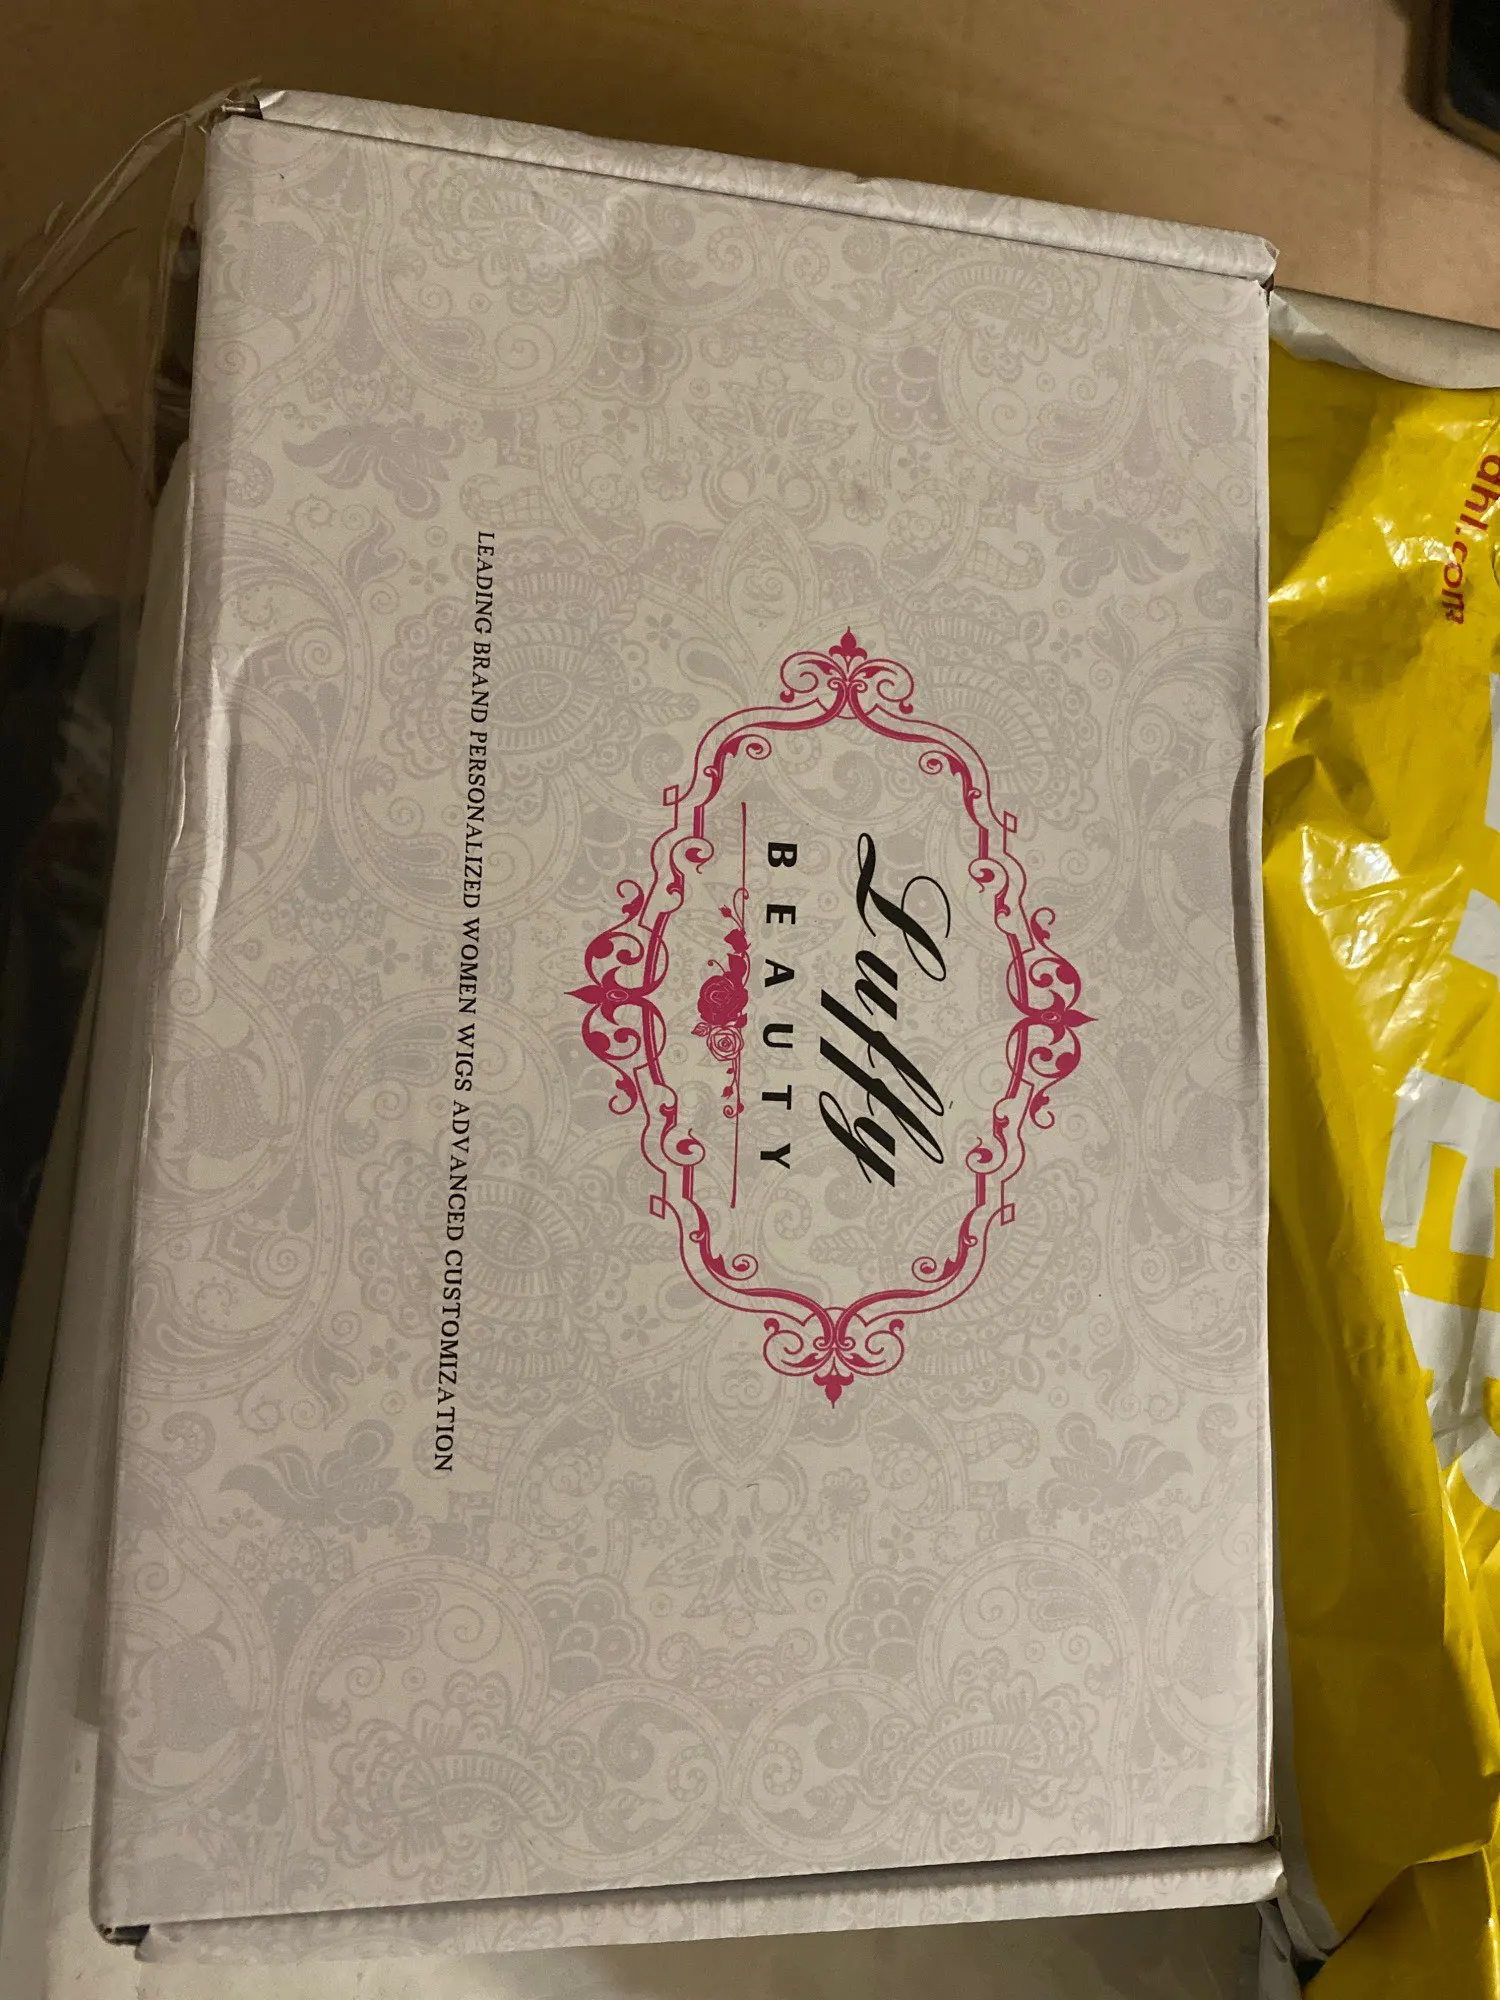 Luffy
BEAUTY
LEADING BRAND PERSONALIZED WOMEN WIGS ADVANCED CUSTOMIZATION
dhl.com